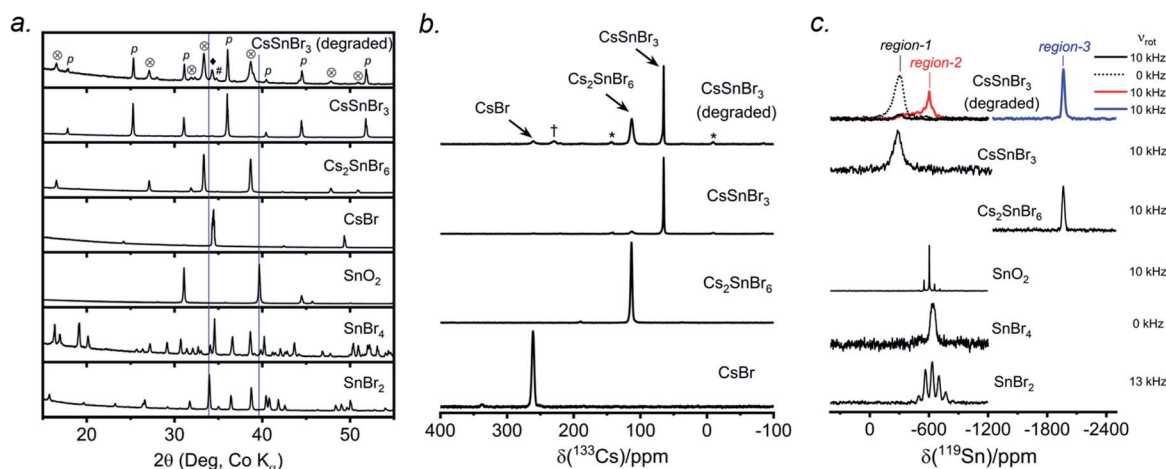 a.
⊗ p p p ⊗ ⊗ ♦ # p ⊗ p p ⊗ ⊗ p
CsSnBr3 (degraded)
CsSnBr3
Cs2SnBr6
CsBr
SnO2
SnBr4
SnBr2
20 30 40 50
2θ (Deg, Co Kα)
b.
CsSnBr3
Cs2SnBr6
CsBr
CsSnBr3
(degraded)
† * *
CsSnBr3
Cs2SnBr6
CsBr
400 300 200 100 0 -100
δ(133Cs)/ppm
c.
νrot
region-1
region-2
region-3
10 kHz
0 kHz
10 kHz
10 kHz
CsSnBr3
(degraded)
CsSnBr3 10 kHz
Cs2SnBr6 10 kHz
SnO2 10 kHz
SnBr4 0 kHz
SnBr2 13 kHz
0 -600 -1200 -1800 -2400
δ(119Sn)/ppm